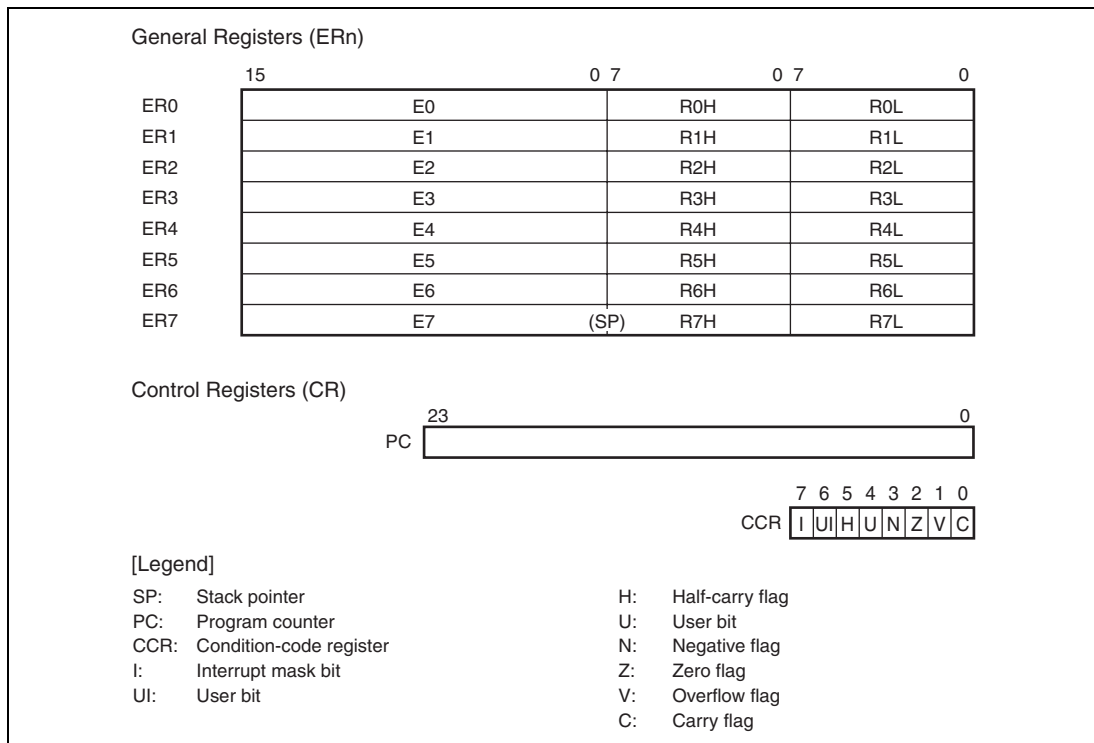 General Registers (ERn)
15 0 7 0 7 0
ER0 E0 R0H R0L
ER1 E1 R1H R1L
ER2 E2 R2H R2L
ER3 E3 R3H R3L
ER4 E4 R4H R4L
ER5 E5 R5H R5L
ER6 E6 R6H R6L
ER7 E7 (SP) R7H R7L
Control Registers (CR)
23 0
PC
7 6 5 4 3 2 1 0
CCR I UI H U N Z V C
[Legend]
SP: Stack pointer
PC: Program counter
CCR: Condition-code register
I: Interrupt mask bit
UI: User bit
H: Half-carry flag
U: User bit
N: Negative flag
Z: Zero flag
V: Overflow flag
C: Carry flag